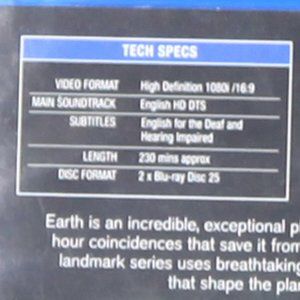 TECH SPECS
VIDEO FORMAT High Definition 1080i /16:9
MAIN SOUNDTRACK English HD DTS
SUBTITLES English for the Deaf and
Hearing Impaired
LENGTH 230 mins approx
DISC FORMAT 2 x Blu-ray Disc 25
Earth is an incredible, exceptional pl
hour coincidences that save it from
landmark series uses breathtaking
that shape the plan